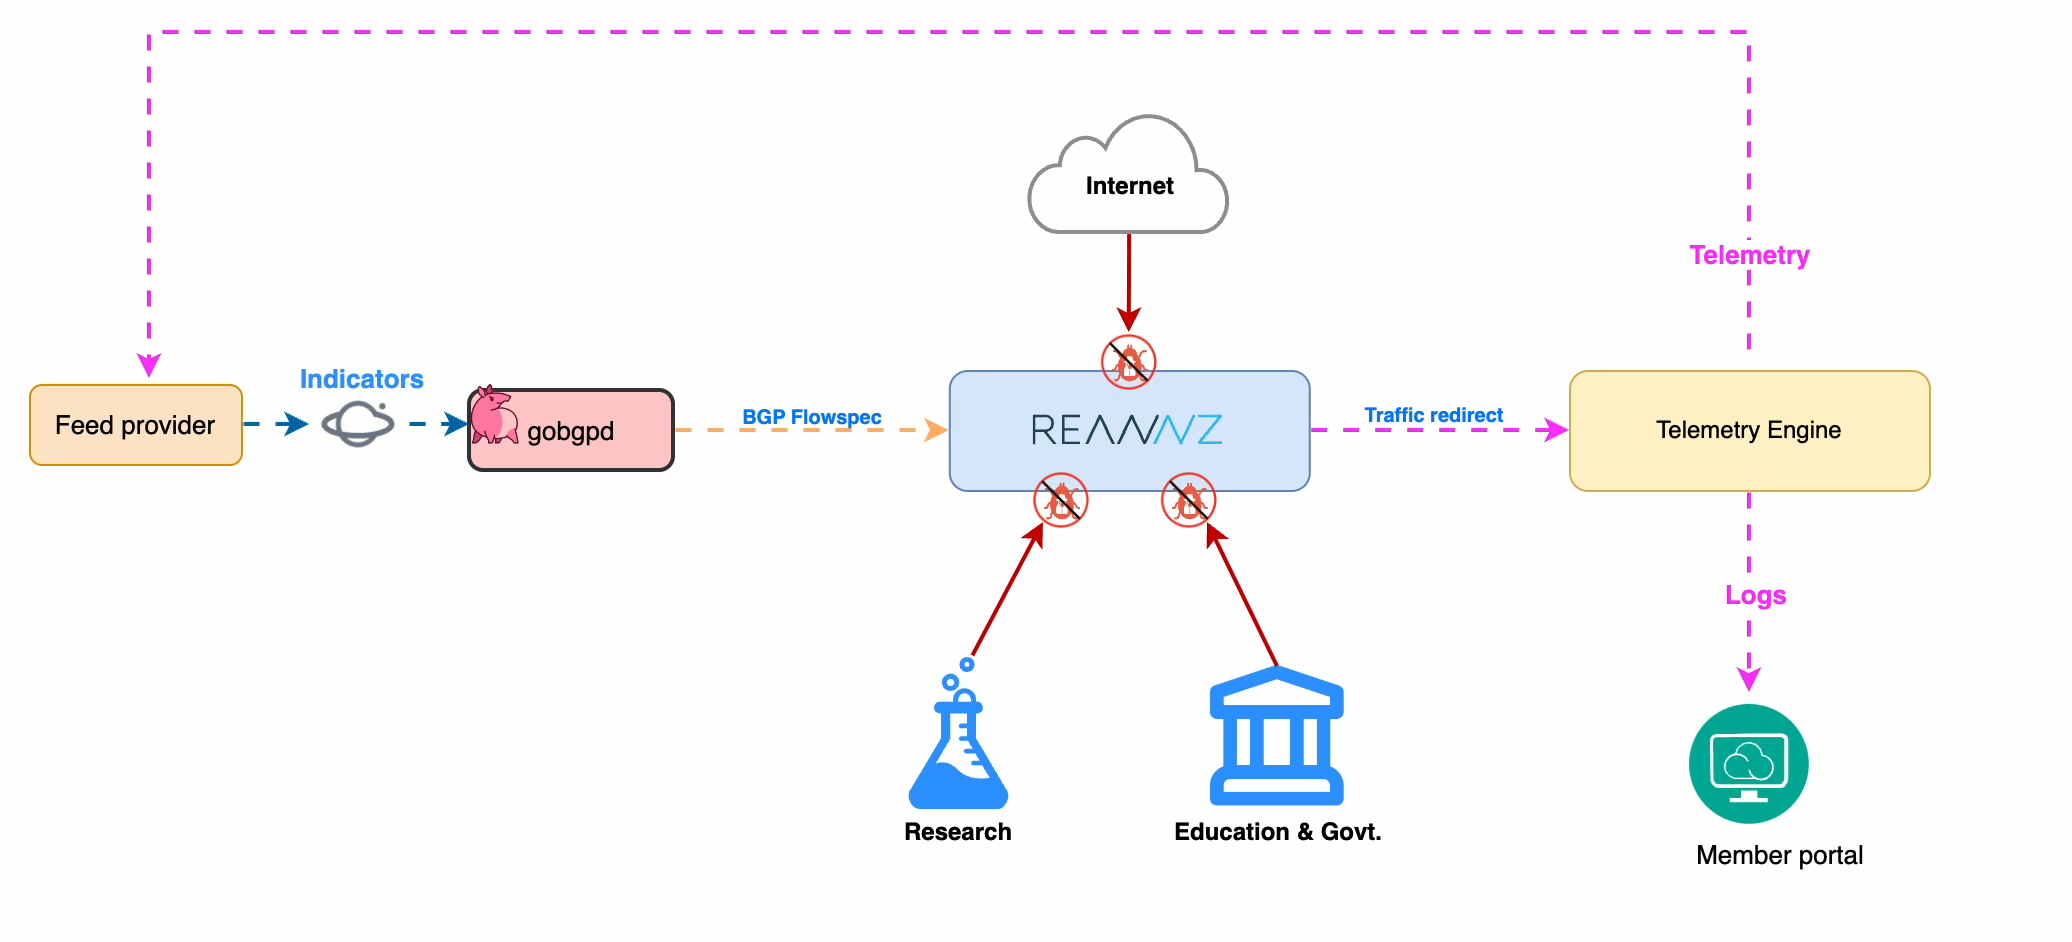 Internet
Telemetry
Indicators
Feed provider
gobgpd
BGP Flowspec
REANNZ
Traffic redirect
Telemetry Engine
Logs
Research
Education & Govt.
Member portal